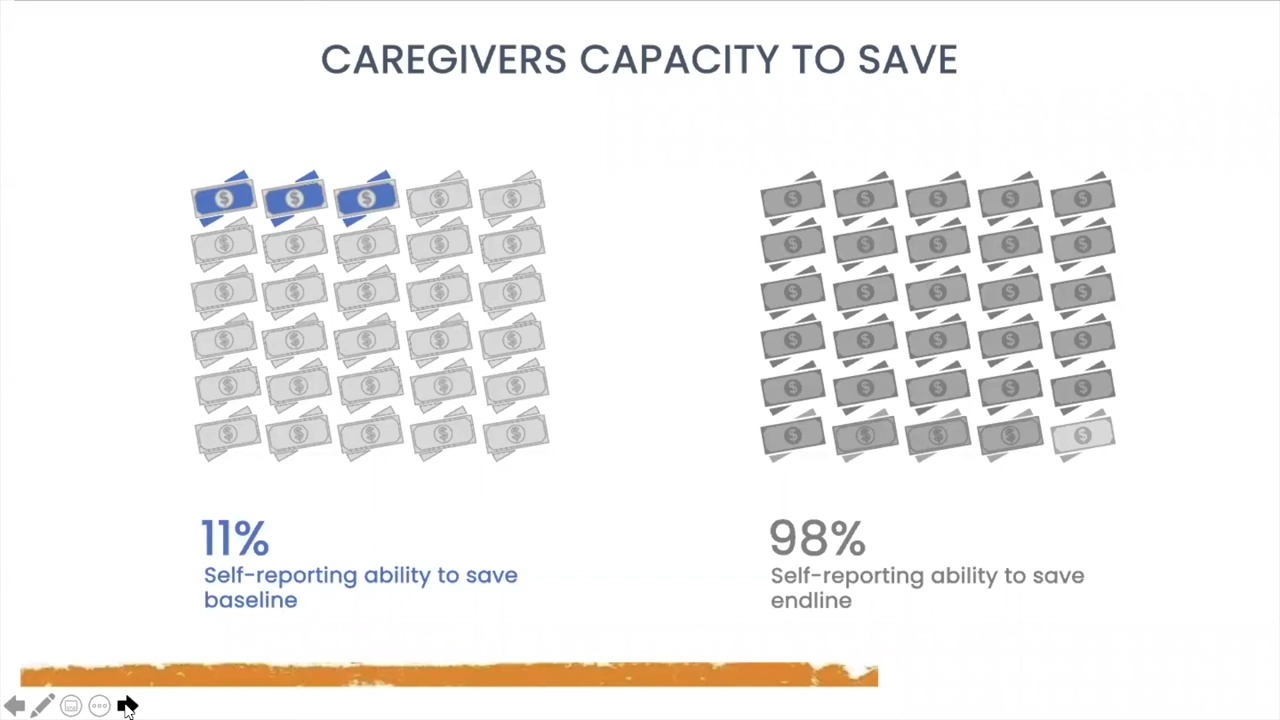 CAREGIVERS CAPACITY TO SAVE
11%
Self-reporting ability to save
baseline
98%
Self-reporting ability to save
endline